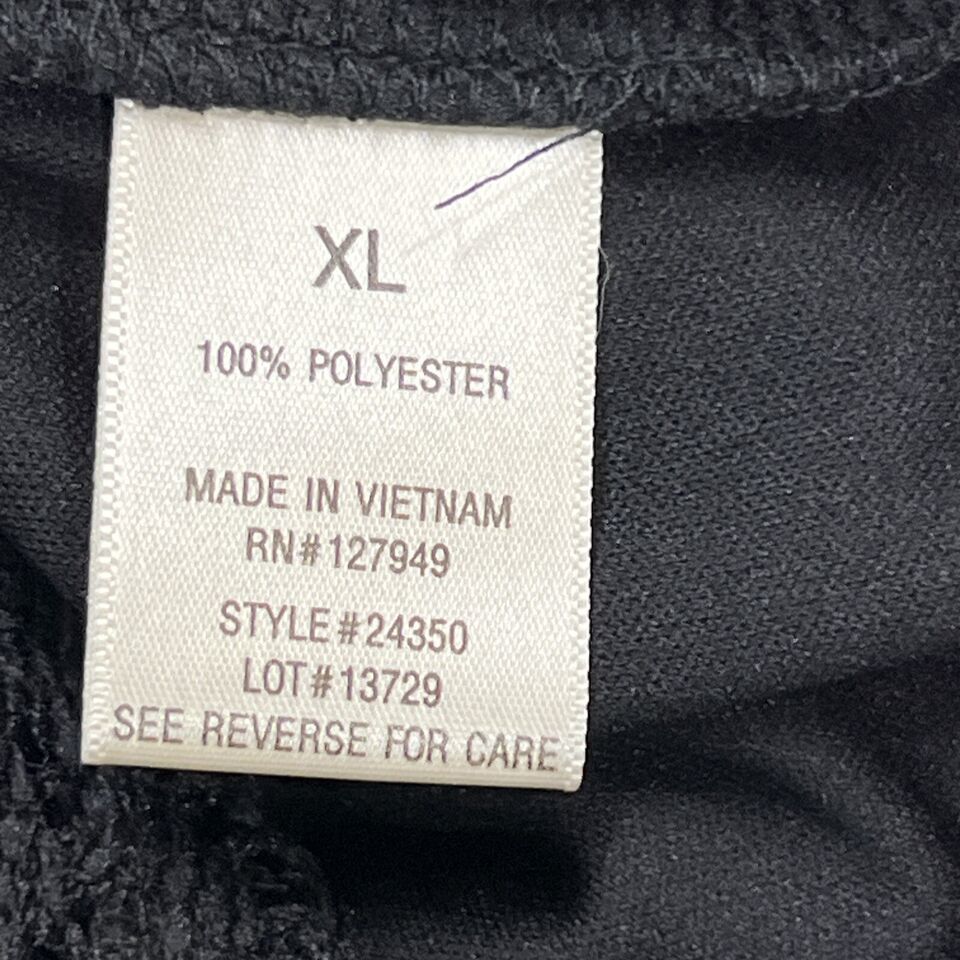 XL
100% POLYESTER
MADE IN VIETNAM
RN#127949
STYLE#24350
LOT#13729
SEE REVERSE FOR CARE